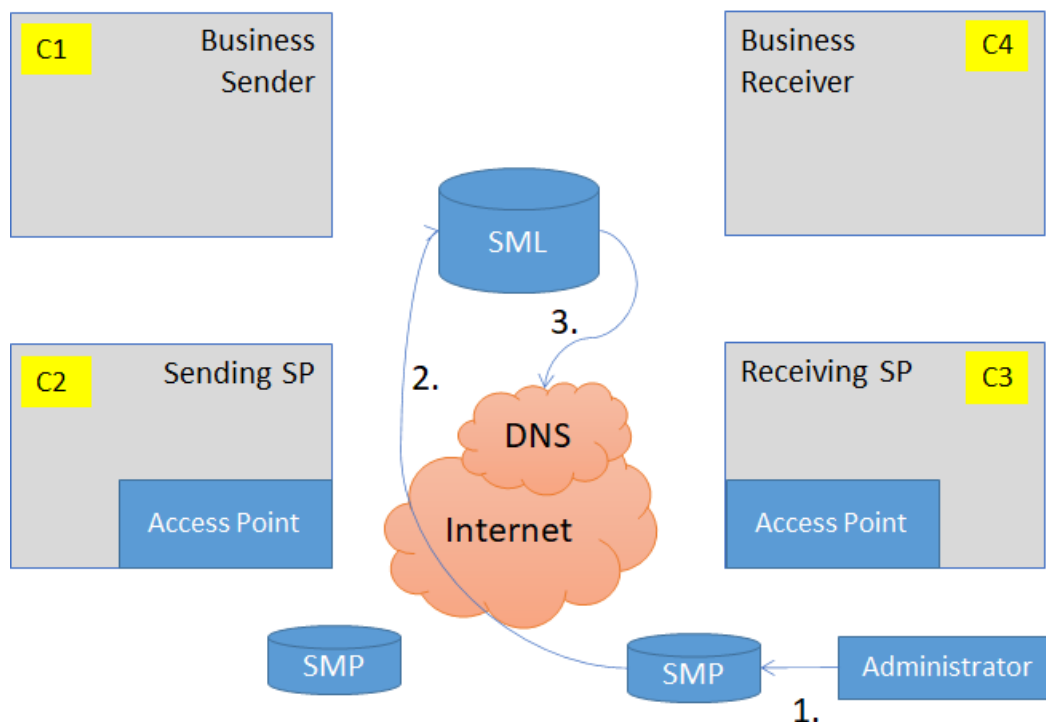 C1
Business
Sender
Business
Receiver
C4
SML
3.
C2
Sending SP
2.
Receiving SP
C3
DNS
Access Point
Internet
Access Point
SMP
SMP
Administrator
1.